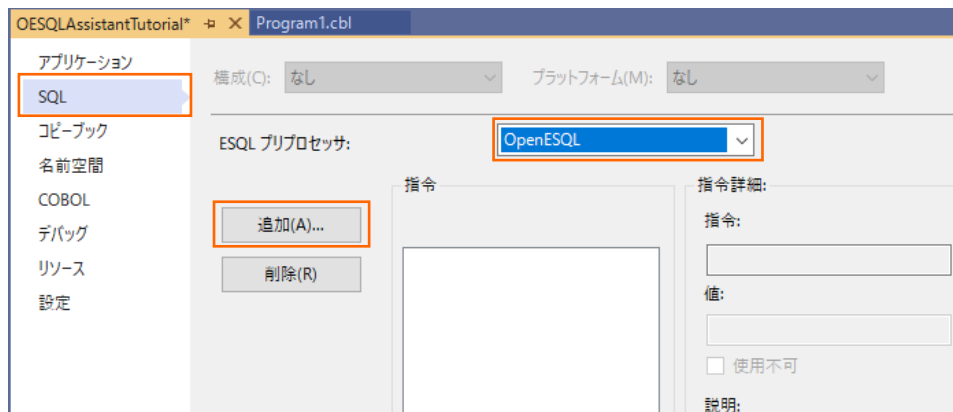 OESQLAssistantTutorial* Program1.cbl
アプリケーション
SQL
コピーブック
名前空間
COBOL
デバッグ
リソース
設定
構成(C): なし プラットフォーム(M): なし
ESQL プリプロセッサ: OpenESQL
追加(A)...
削除(R)
指令
指令詳細:
指令:
値:
使用不可
説明: